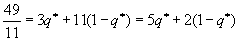 49/11 = 3q* + 11(1 − q*) = 5q* + 2(1 − q*)